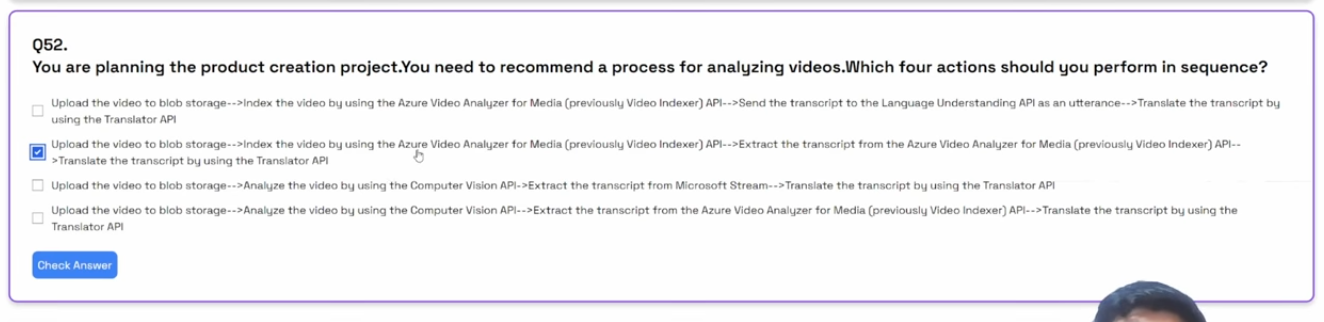 Q52.
You are planning the product creation project.You need to recommend a process for analyzing videos.Which four actions should you perform in sequence?
Upload the video to blob storage-->Index the video by using the Azure Video Analyzer for Media (previously Video Indexer) API-->Send the transcript to the Language Understanding API as an utterance-->Translate the transcript by
using the Translator API
Upload the video to blob storage-->Index the video by using the Azure Video Analyzer for Media (previously Video Indexer) API-->Extract the transcript from the Azure Video Analyzer for Media (previously Video Indexer) API--
>Translate the transcript by using the Translator API
Upload the video to blob storage-->Analyze the video by using the Computer Vision API->Extract the transcript from Microsoft Stream-->Translate the transcript by using the Translator API
Upload the video to blob storage-->Analyze the video by using the Computer Vision API-->Extract the transcript from the Azure Video Analyzer for Media (previously Video Indexer) API-->Translate the transcript by using the
Translator API
Check Answer